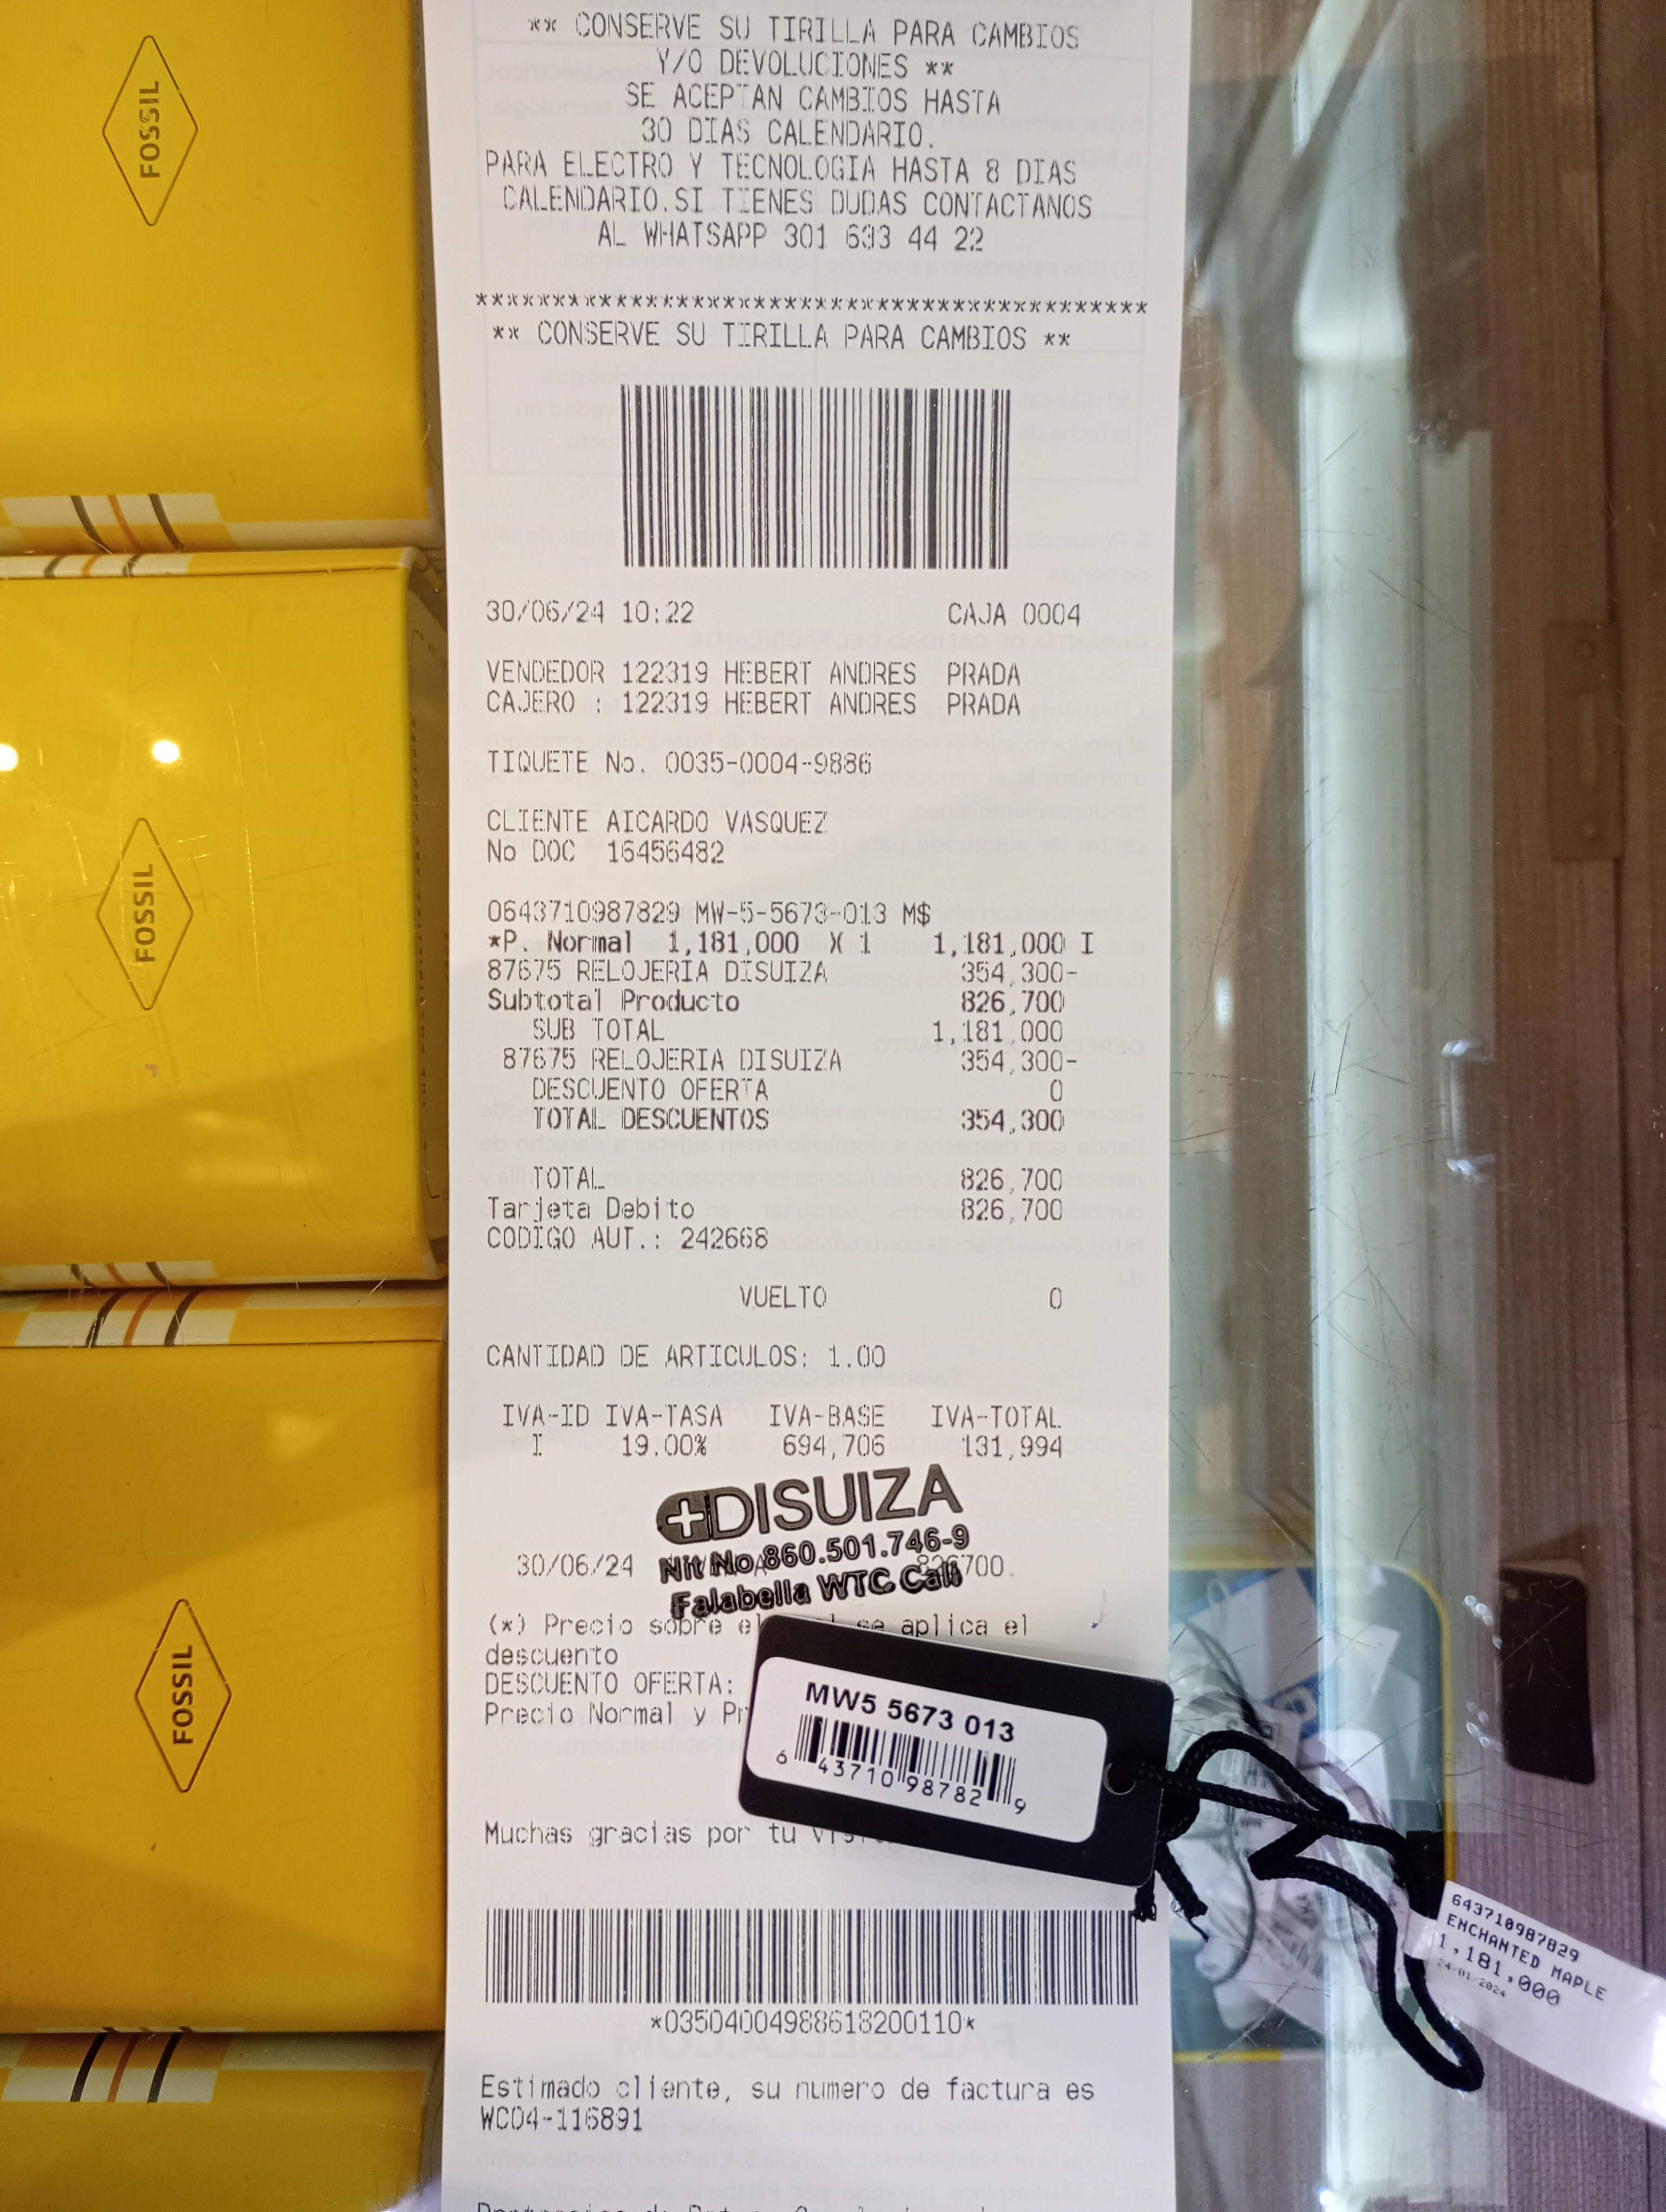 ** CONSERVE SU TIRILLA PARA CAMBIOS
Y/O DEVOLUCIONES **
SE ACEPTAN CAMBIOS HASTA
30 DIAS CALENDARIO.
PARA ELECTRO Y TECNOLOGIA HASTA 8 DIAS
CALENDARIO.SI TIENES DUDAS CONTACTANOS
AL WHATSAPP 301 633 44 22
********************************************
** CONSERVE SU TIRILLA PARA CAMBIOS **
30/06/24 10:22 CAJA 0004
VENDEDOR 122319 HEBERT ANDRES PRADA
CAJERO : 122319 HEBERT ANDRES PRADA
TIQUETE No. 0035-0004-9886
CLIENTE AICARDO VASQUEZ
No DOC 16456482
0643710987829 MW-5-5673-013 M$
*P. Normal 1,181,000 X 1 1,181,000 I
87675 RELOJERIA DISUIZA 354,300-
Subtotal Producto 826,700
SUB TOTAL 1,181,000
87675 RELOJERIA DISUIZA 354,300-
DESCUENTO OFERTA 0
TOTAL DESCUENTOS 354,300
TOTAL 826,700
Tarjeta Debito 826,700
CODIGO AUT.: 242668
VUELTO 0
CANTIDAD DE ARTICULOS: 1.00
IVA-ID IVA-TASA IVA-BASE IVA-TOTAL
I 19.00% 694,706 131,994
DISUIZA
Nit No 860.501.746-9
Falabella WTC Cali
30/06/24
(*) Precio sobre el se aplica el
descuento
DESCUENTO OFERTA:
Precio Normal y
MW5 5673 013
6 43710 98782 9
Muchas gracias por tu
*03504004988618200110*
Estimado cliente, su numero de factura es
WC04-116891
643710987829
ENCHANTED MAPLE
1,181,000
24/01/2024
FOSSIL
FOSSIL
FOSSIL